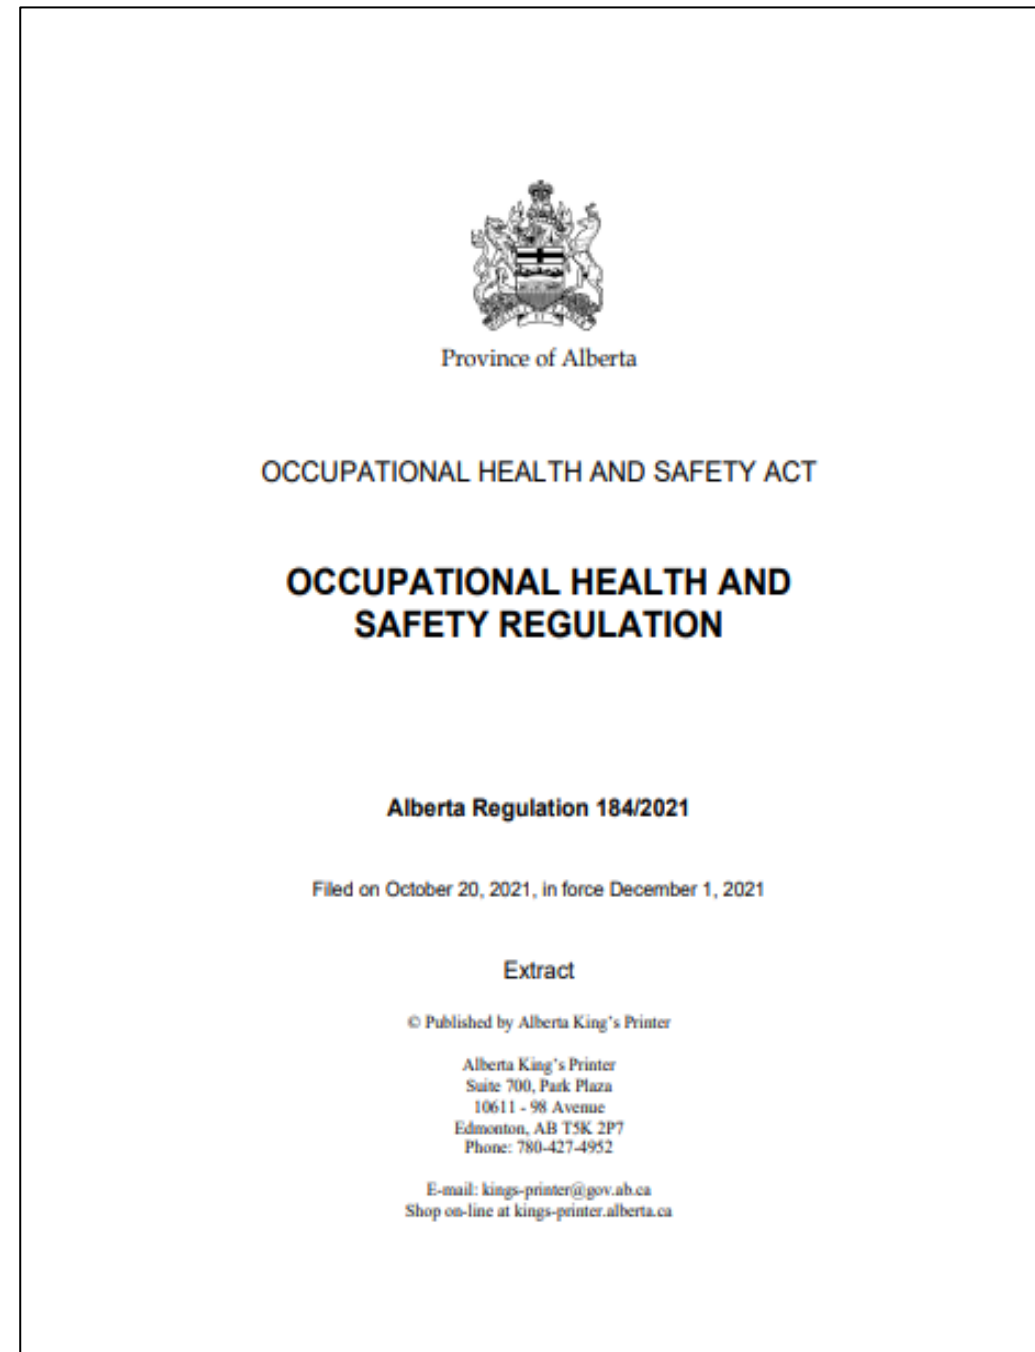 Province of Alberta
OCCUPATIONAL HEALTH AND SAFETY ACT
OCCUPATIONAL HEALTH AND
SAFETY REGULATION
Alberta Regulation 184/2021
Filed on October 20, 2021, in force December 1, 2021
Extract
© Published by Alberta King's Printer
Alberta King's Printer
Suite 700, Park Plaza
10611 - 98 Avenue
Edmonton, AB T5K 2P7
Phone: 780-427-4952
E-mail: kings-printer@gov.ab.ca
Shop on-line at kings-printer.alberta.ca